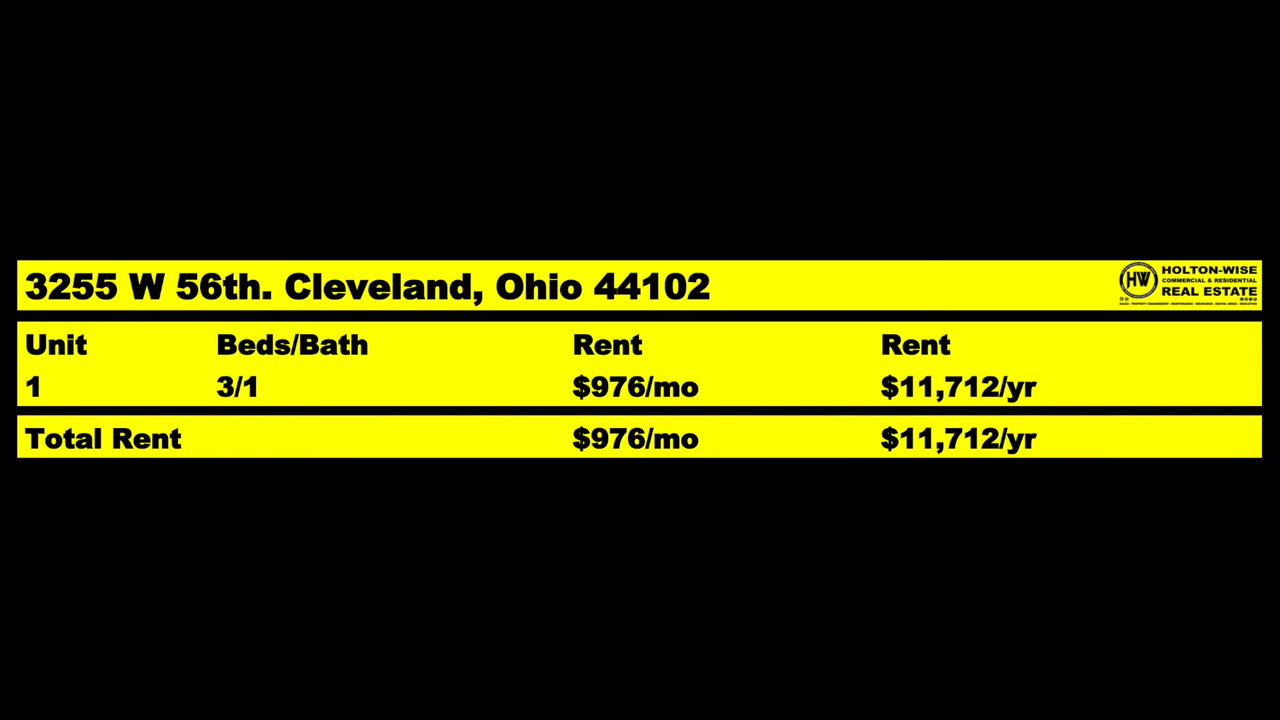 3255 W 56th. Cleveland, Ohio 44102
HW
HOLTON-WISE
COMMERCIAL & RESIDENTIAL
REAL ESTATE
Unit Beds/Bath Rent Rent
1 3/1 $976/mo $11,712/yr
Total Rent $976/mo $11,712/yr